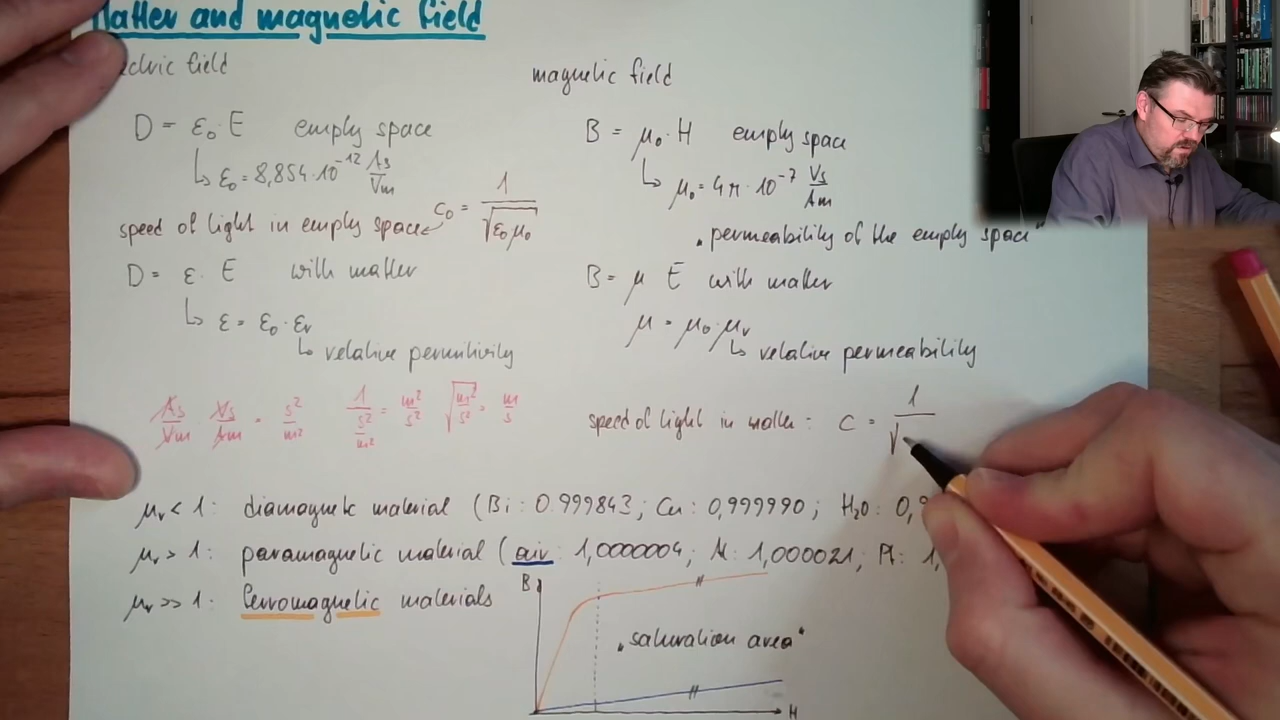 Matter and magnetic field
electric field
magnetic field
D = ε₀ · E empty space
B = μ₀ · H empty space
↳ ε₀ = 8,854 · 10⁻¹² As/Vm
↳ μ₀ = 4π · 10⁻⁷ Vs/Am
speed of light in empty space ↙ c₀ = 1/√(ε₀μ₀)
„permeability of the empty space"
D = ε · E with matter
B = μ E with matter
↳ ε = ε₀ · εr
μ = μ₀ · μr
↳ relative permitivity
↳ relative permeability
As/Vm · Vs/Am = s²/m² 1/(s²/m²) = m²/s² √(m²/s²) = m/s
speed of light in matter : c = 1/√
μr < 1 : diamagnetc material (Bi : 0.999843 ; Cu : 0,999990 ; H₂O : 0,9
μr > 1 : paramagnetic material (air : 1,0000004 ; Al : 1,000021 ; Pt : 1,
μr >> 1 : ferromagnetic materials
B
„saturation area"
H